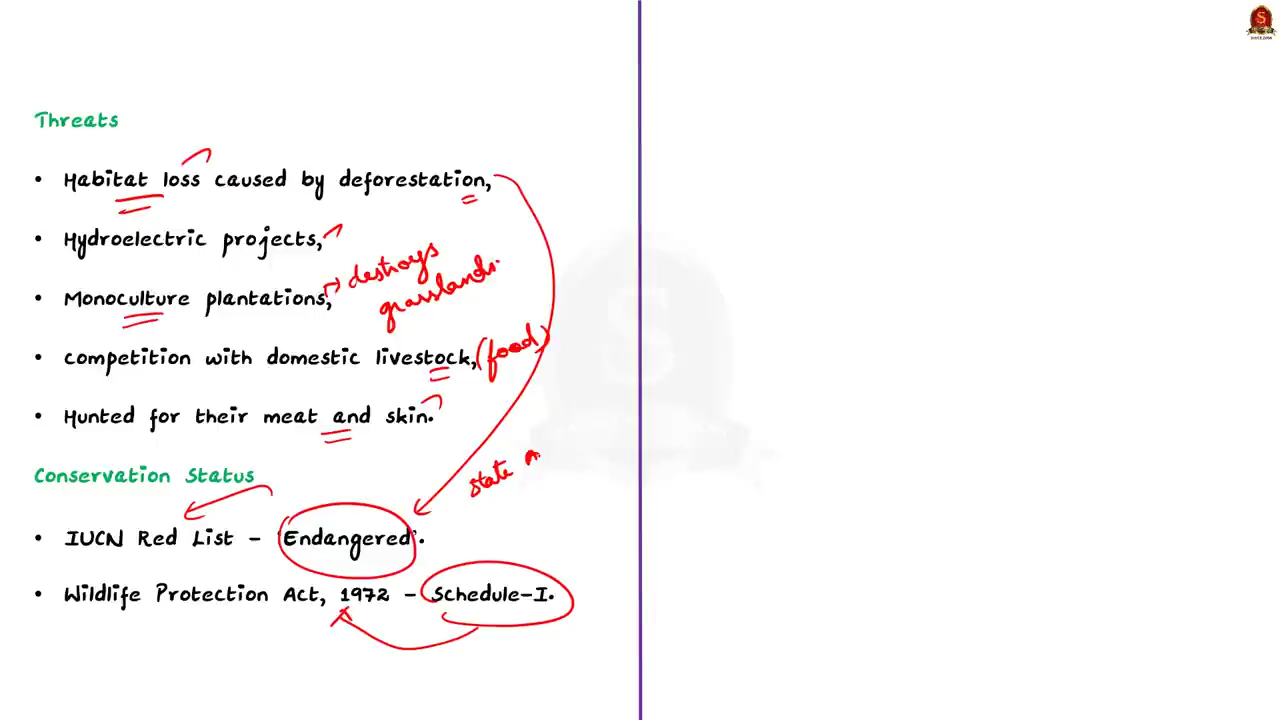 Threats
• Habitat loss caused by deforestation,
• Hydroelectric projects,
• Monoculture plantations, → destroys
grasslands.
• Competition with domestic livestock, (food)
• Hunted for their meat and skin.
Conservation Status
state
• IUCN Red List – 'Endangered'.
• Wildlife Protection Act, 1972 – Schedule-I.
S